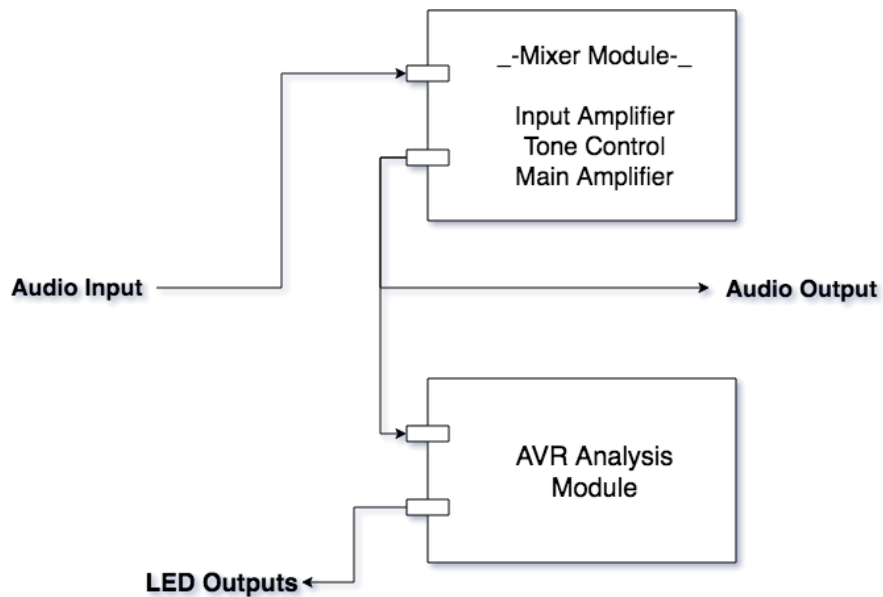 _-Mixer Module-_
Input Amplifier
Tone Control
Main Amplifier
Audio Input
Audio Output
AVR Analysis
Module
LED Outputs